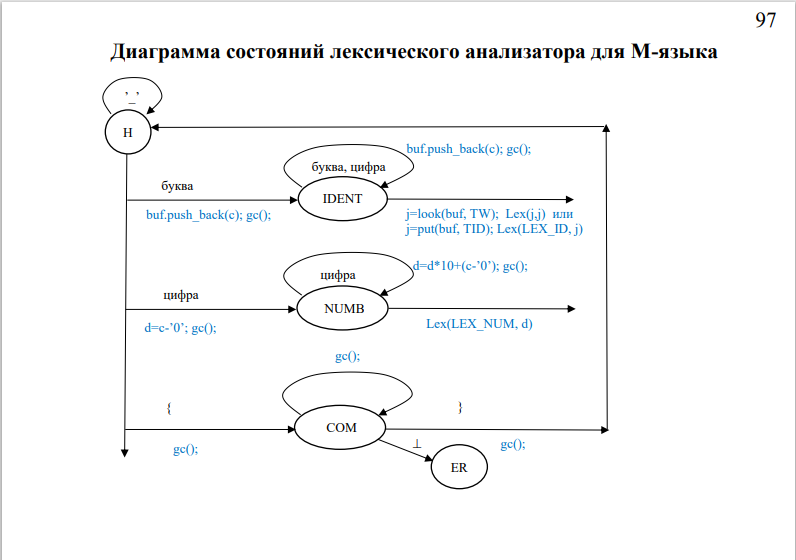 97
Диаграмма состояний лексического анализатора для М-языка
’_’
H
buf.push_back(c); gc();
буква, цифра
буква
IDENT
buf.push_back(c); gc();
j=look(buf, TW); Lex(j,j) или
j=put(buf, TID); Lex(LEX_ID, j)
d=d*10+(c-’0’); gc();
цифра
цифра
NUMB
d=c-’0’; gc();
Lex(LEX_NUM, d)
gc();
{
}
COM
gc();
⊥
gc();
ER